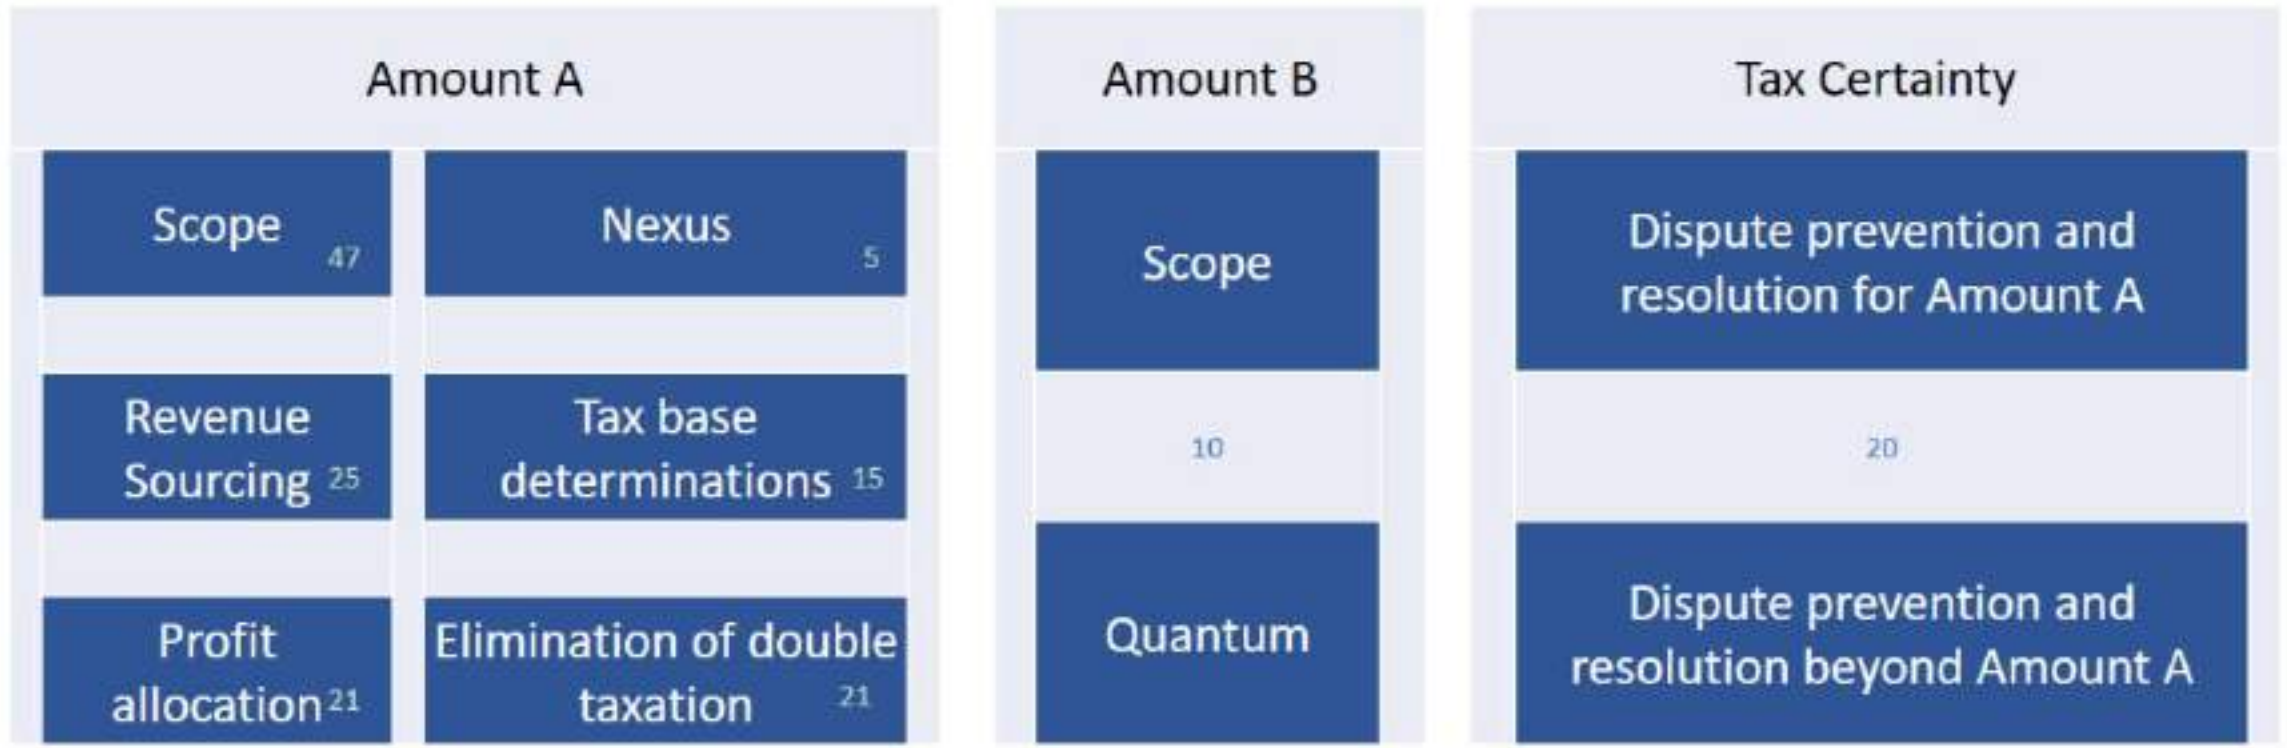 Amount A
Scope
47
Nexus
5
Revenue
Sourcing 25
Tax base
determinations 15
Profit
allocation 21
Elimination of double
taxation 21
Amount B
Scope
10
Quantum
Tax Certainty
Dispute prevention and
resolution for Amount A
20
Dispute prevention and
resolution beyond Amount A